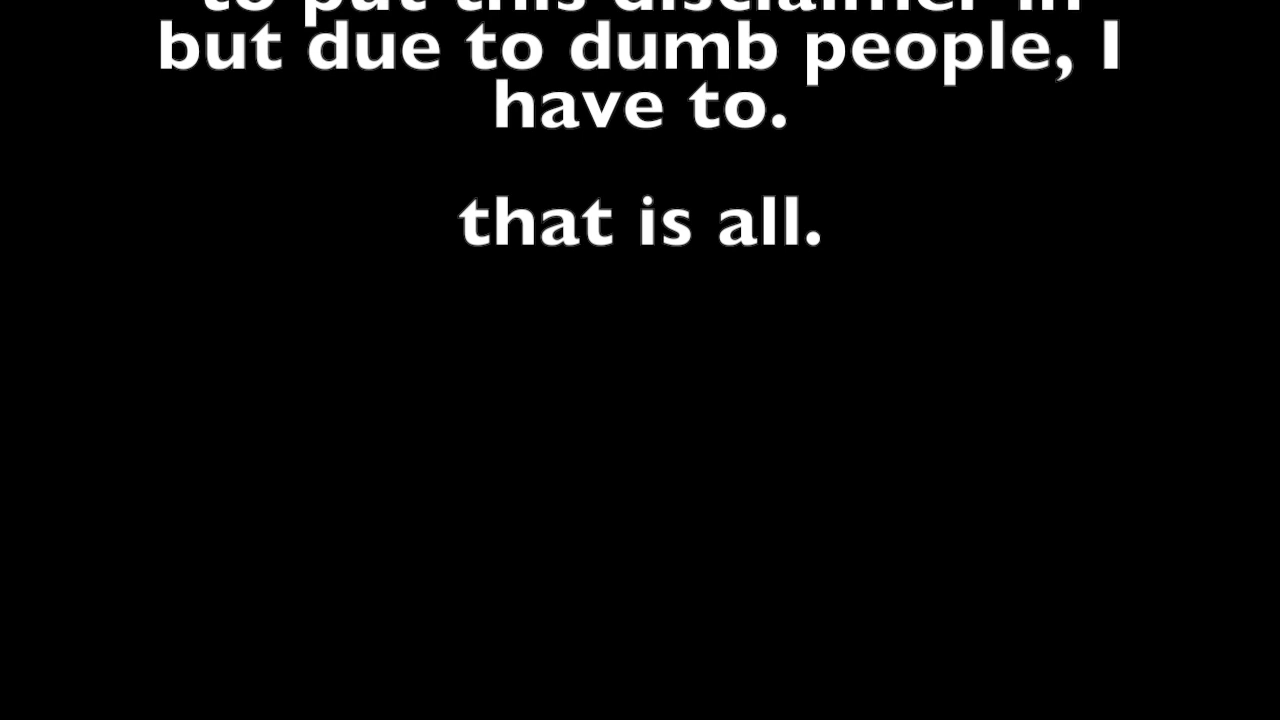 to put this disclaimer in
but due to dumb people, I
have to.
that is all.